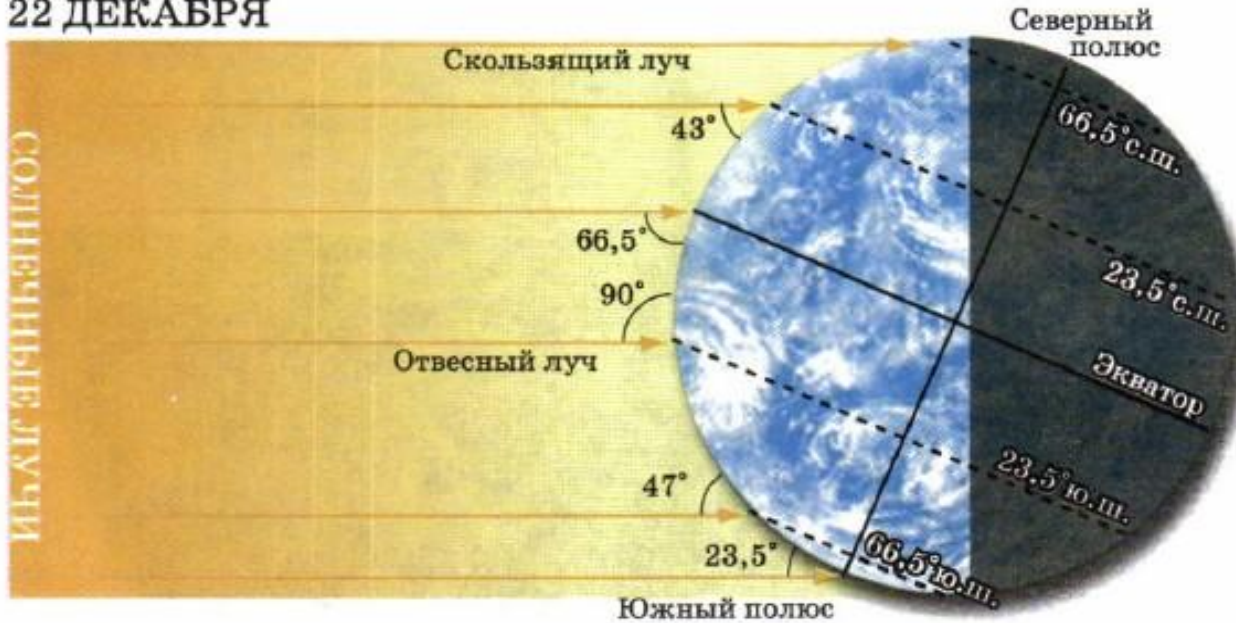 22 ДЕКАБРЯ
Северный
полюс
Скользящий луч
43°
66,5°с.ш.
СОЛНЕЧНЫЕ ЛУЧИ
66,5°
23,5°с.ш.
90°
Отвесный луч
Экватор
23,5°ю.ш.
47°
23,5°
66,5°ю.ш.
Южный полюс